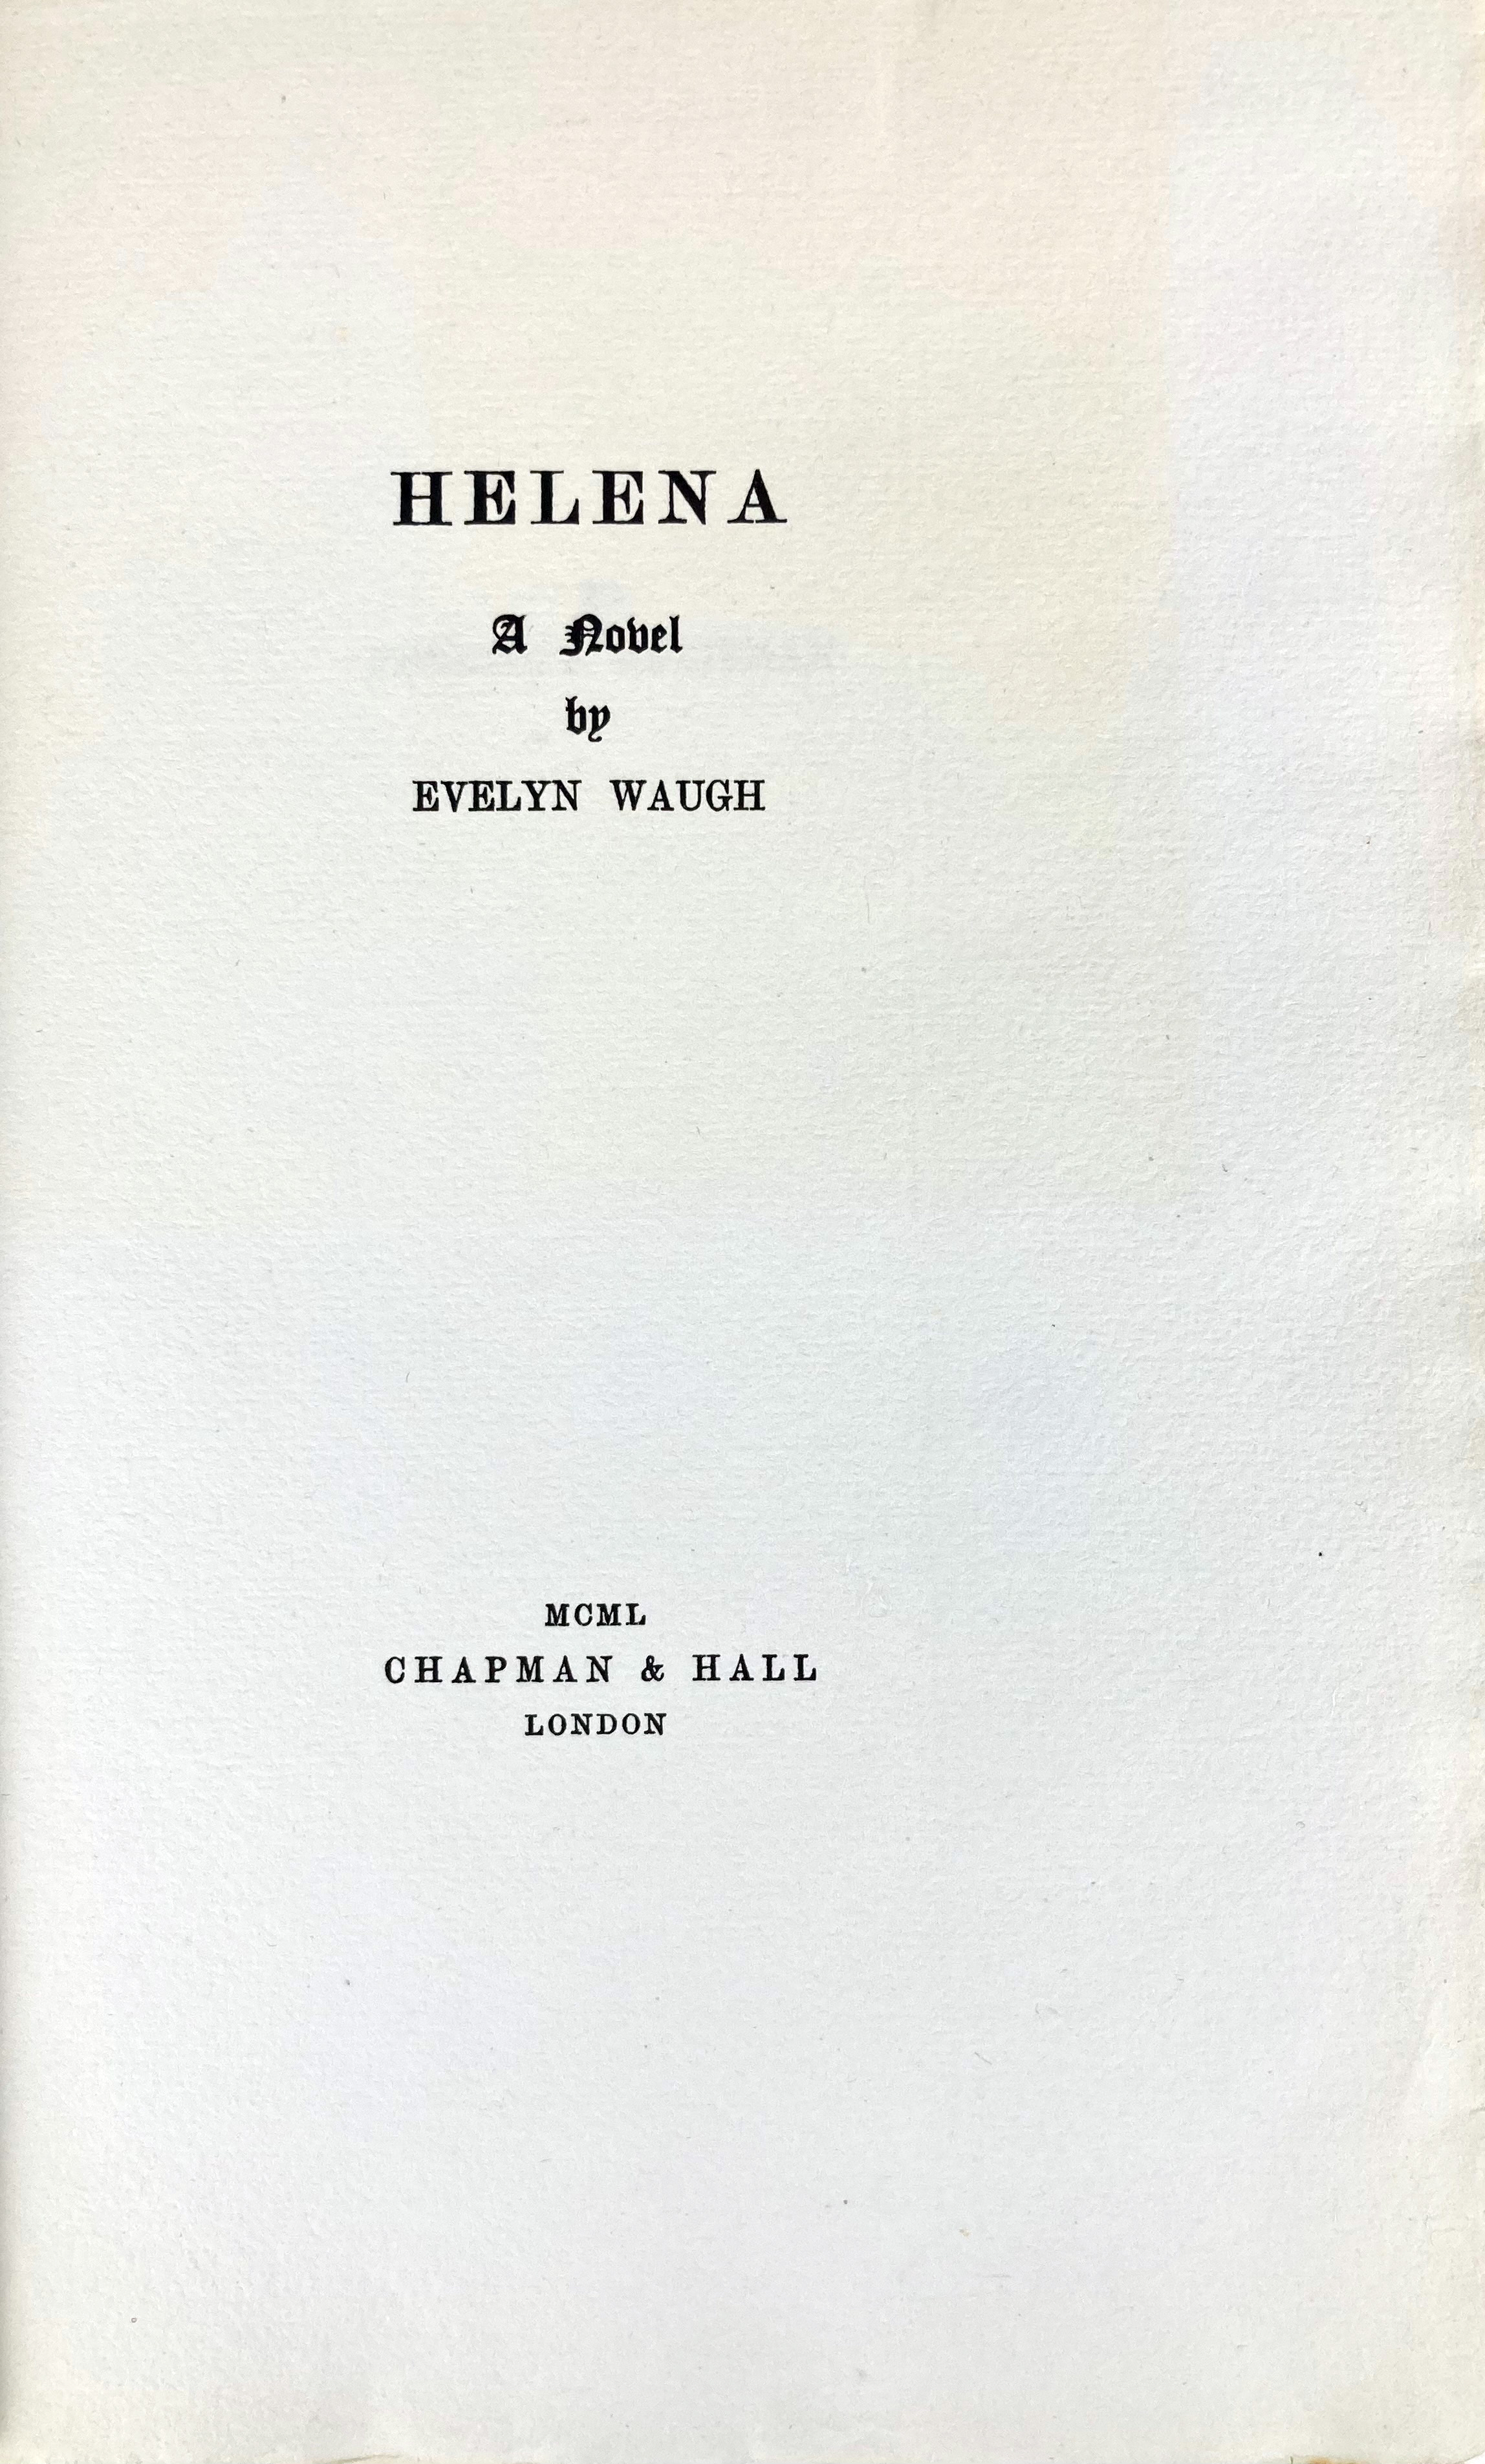 HELENA
A Novel
by
EVELYN WAUGH
MCML
CHAPMAN & HALL
LONDON